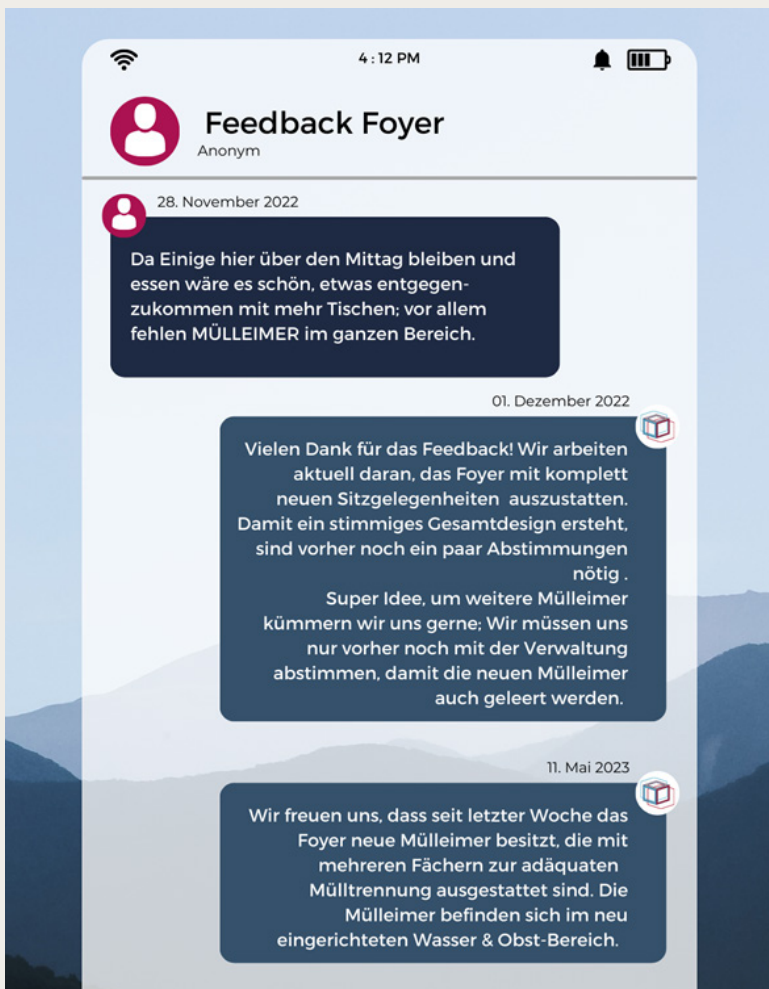 4:12 PM
Feedback Foyer
Anonym
28. November 2022
Da Einige hier über den Mittag bleiben und
essen wäre es schön, etwas entgegen-
zukommen mit mehr Tischen; vor allem
fehlen MÜLLEIMER im ganzen Bereich.
01. Dezember 2022
Vielen Dank für das Feedback! Wir arbeiten
aktuell daran, das Foyer mit komplett
neuen Sitzgelegenheiten auszustatten.
Damit ein stimmiges Gesamtdesign ersteht,
sind vorher noch ein paar Abstimmungen
nötig .
Super Idee, um weitere Mülleimer
kümmern wir uns gerne; Wir müssen uns
nur vorher noch mit der Verwaltung
abstimmen, damit die neuen Mülleimer
auch geleert werden.
11. Mai 2023
Wir freuen uns, dass seit letzter Woche das
Foyer neue Mülleimer besitzt, die mit
mehreren Fächern zur adäquaten
Mülltrennung ausgestattet sind. Die
Mülleimer befinden sich im neu
eingerichteten Wasser & Obst-Bereich.